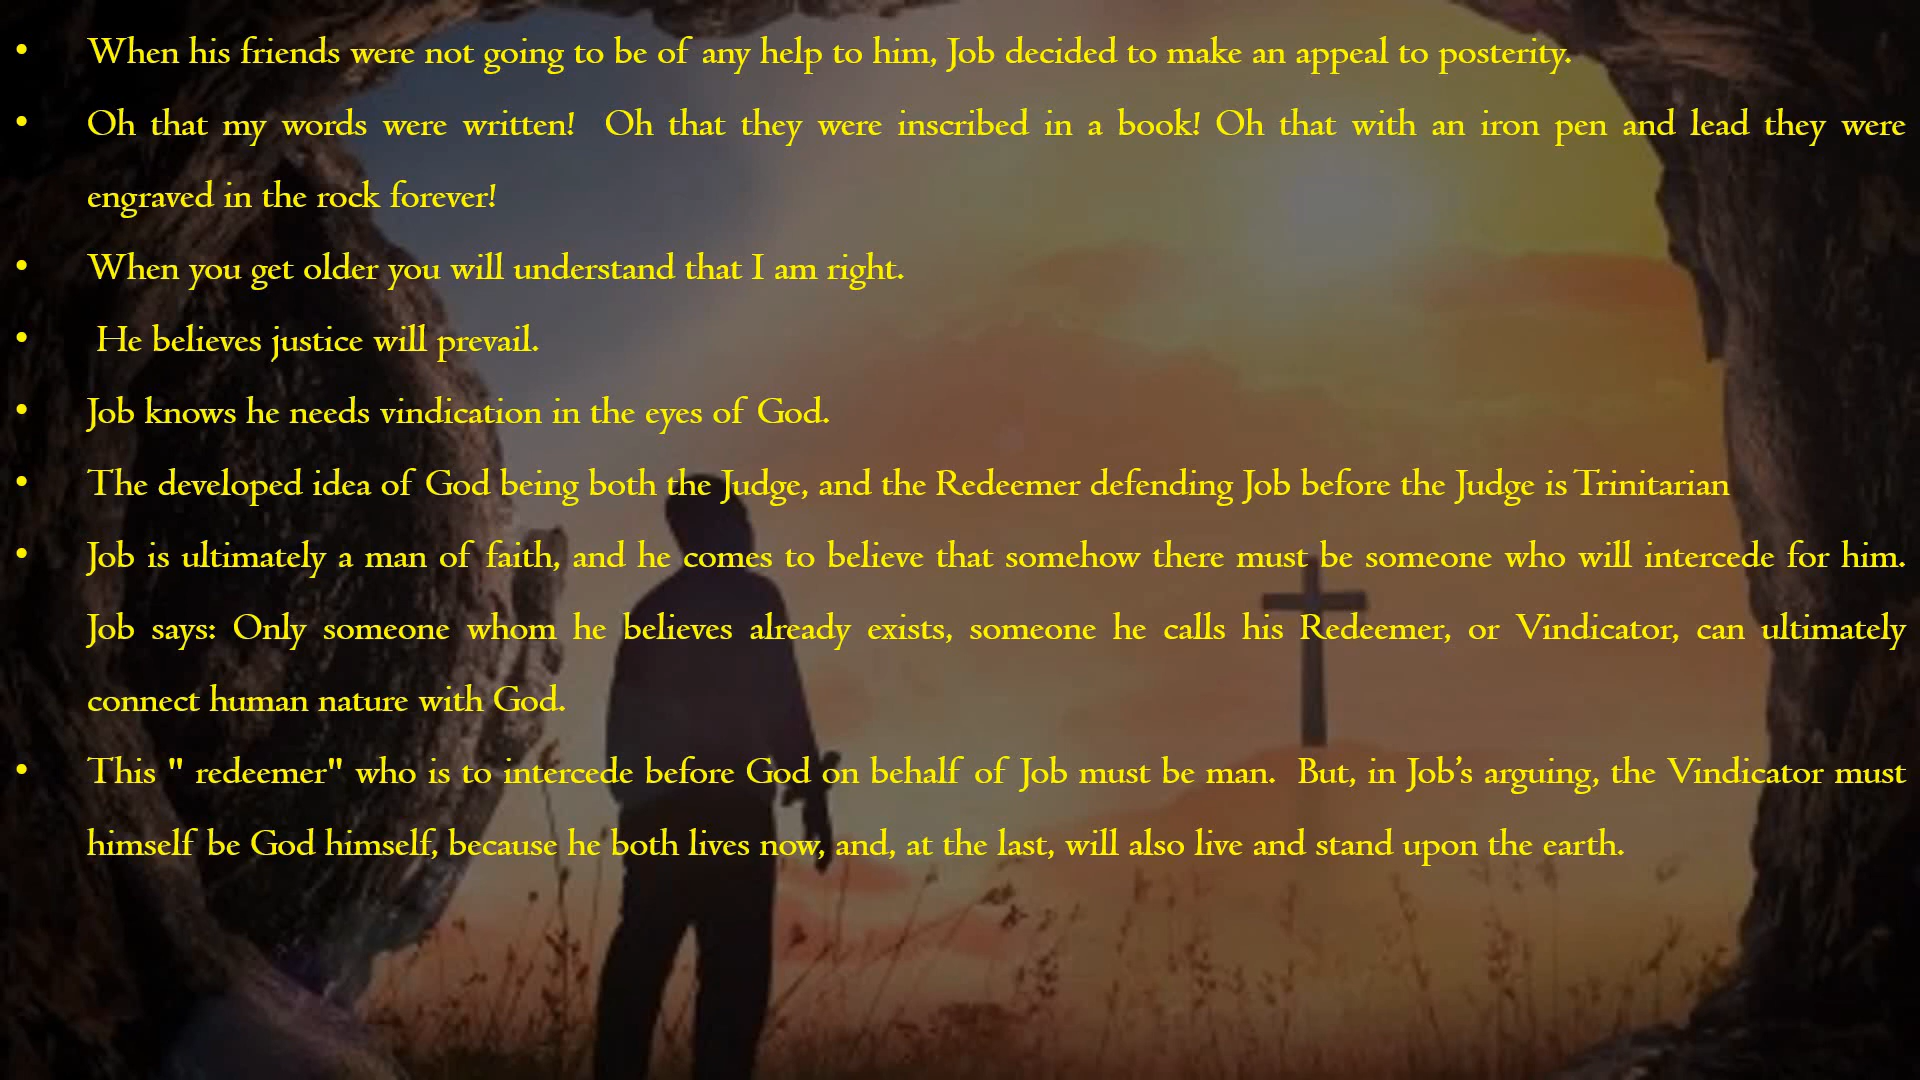 • When his friends were not going to be of any help to him, Job decided to make an appeal to posterity.
• Oh that my words were written!  Oh that they were inscribed in a book! Oh that with an iron pen and lead they were
engraved in the rock forever!
• When you get older you will understand that I am right.
•  He believes justice will prevail.
• Job knows he needs vindication in the eyes of God.
• The developed idea of God being both the Judge, and the Redeemer defending Job before the Judge is Trinitarian
• Job is ultimately a man of faith, and he comes to believe that somehow there must be someone who will intercede for him.
Job says: Only someone whom he believes already exists, someone he calls his Redeemer, or Vindicator, can ultimately
connect human nature with God.
• This " redeemer" who is to intercede before God on behalf of Job must be man.  But, in Job’s arguing, the Vindicator must
himself be God himself, because he both lives now, and, at the last, will also live and stand upon the earth.